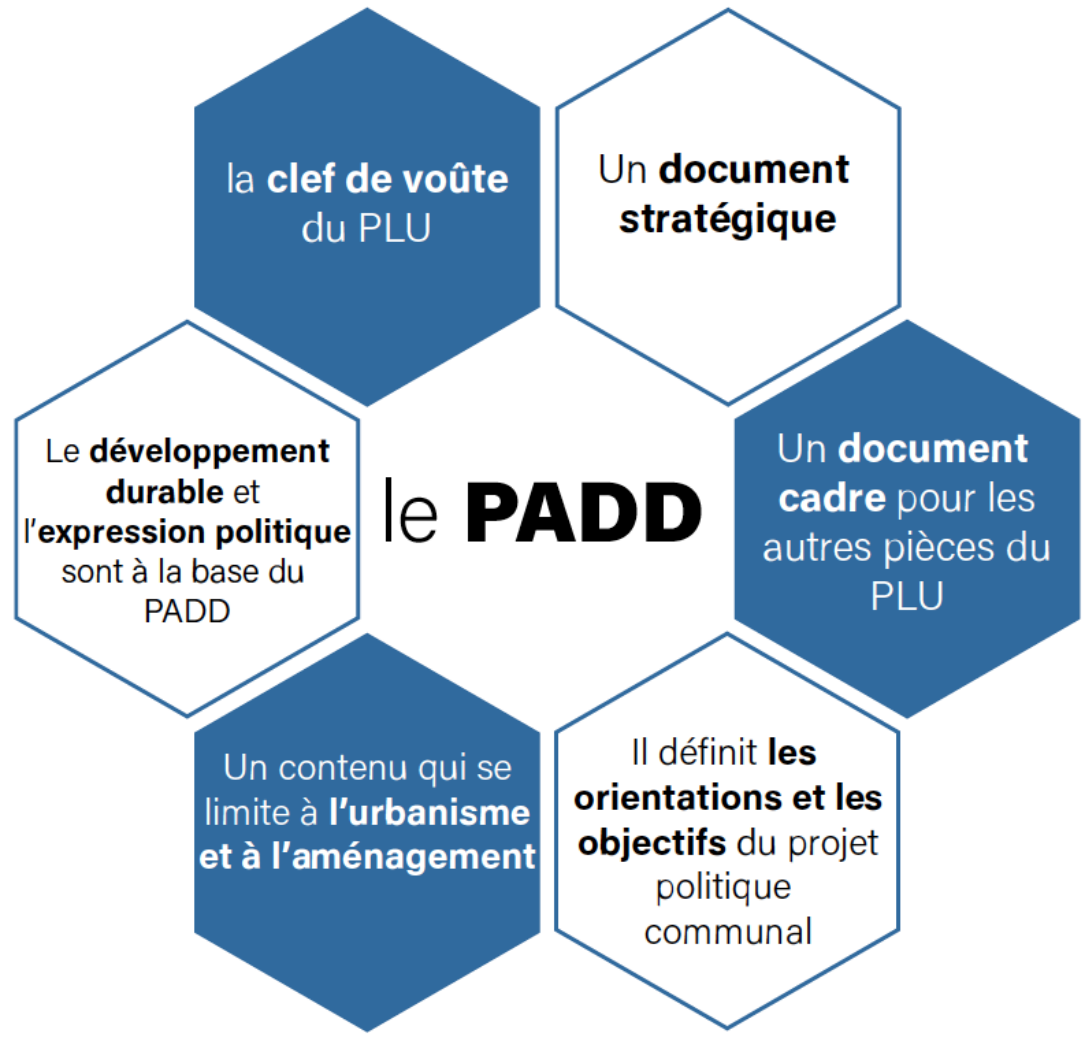 la clef de voûte
du PLU
Un document
stratégique
Le développement
durable et
l'expression politique
sont à la base du
PADD
le PADD
Un document
cadre pour les
autres pièces du
PLU
Un contenu qui se
limite à l'urbanisme
et à l'aménagement
Il définit les
orientations et les
objectifs du projet
politique
communal